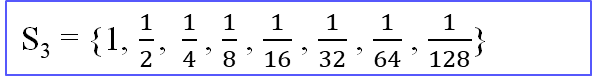 S₃ = {1, 1/2, 1/4, 1/8, 1/16, 1/32, 1/64, 1/128}